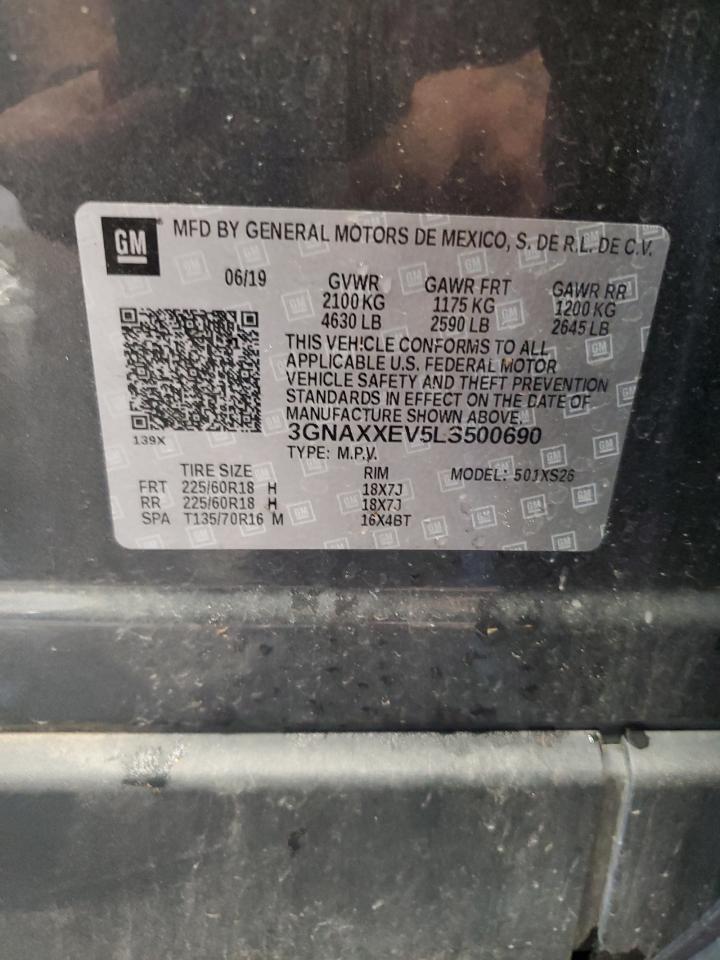 GM
MFD BY GENERAL MOTORS DE MEXICO, S. DE R.L. DE C.V.
06/19 GVWR GAWR FRT GAWR RR
2100 KG 1175 KG 1200 KG
4630 LB 2590 LB 2645 LB
THIS VEHICLE CONFORMS TO ALL
APPLICABLE U.S. FEDERAL MOTOR
VEHICLE SAFETY AND THEFT PREVENTION
STANDARDS IN EFFECT ON THE DATE OF
MANUFACTURE SHOWN ABOVE.
139X
3GNAXXEV5LS500690
TYPE: M.P.V.
TIRE SIZE RIM MODEL: 501XS26
FRT 225/60R18 H 18X7J
RR 225/60R18 H 18X7J
SPA T135/70R16 M 16X4BT